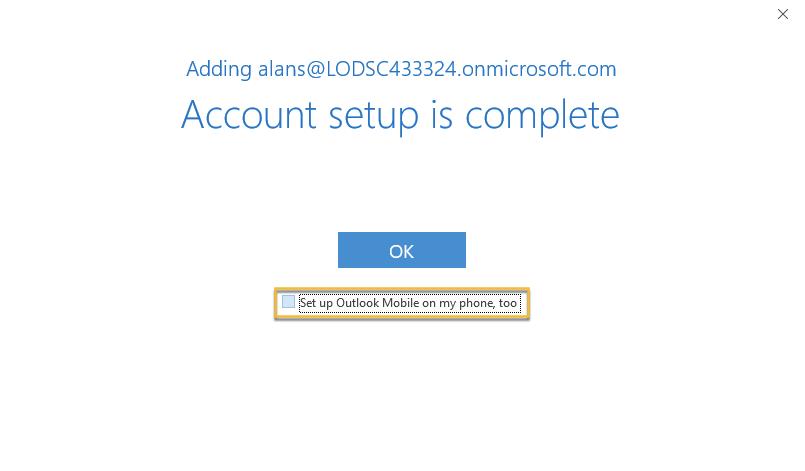 Adding alans@LODSC433324.onmicrosoft.com
Account setup is complete
OK
Set up Outlook Mobile on my phone, too